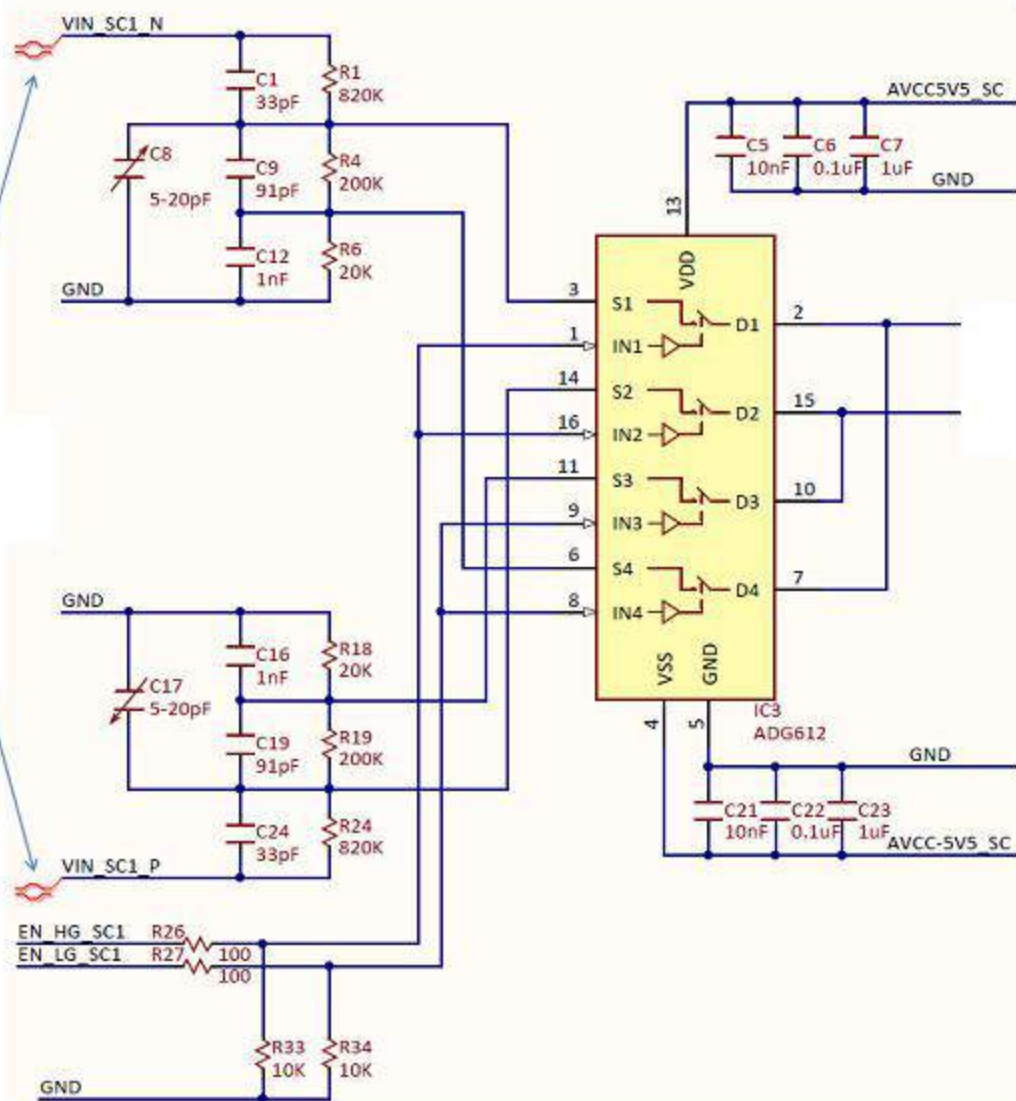 VIN_SC1_N
C1
33pF
R1
820K
C8
5-20pF
C9
91pF
R4
200K
C12
1nF
R6
20K
GND
AVCC5V5_SC
C5
10nF
C6
0.1uF
C7
1uF
GND
13
VDD
3
S1
D1
2
1
IN1
14
S2
D2
15
16
IN2
11
S3
D3
10
9
IN3
6
S4
D4
7
8
IN4
VSS
GND
4
5
IC3
ADG612
GND
C16
1nF
R18
20K
C17
5-20pF
C19
91pF
R19
200K
C24
33pF
R24
820K
VIN_SC1_P
GND
C21
10nF
C22
0.1uF
C23
1uF
AVCC-5V5_SC
EN_HG_SC1
R26
100
EN_LG_SC1
R27
100
R33
10K
R34
10K
GND